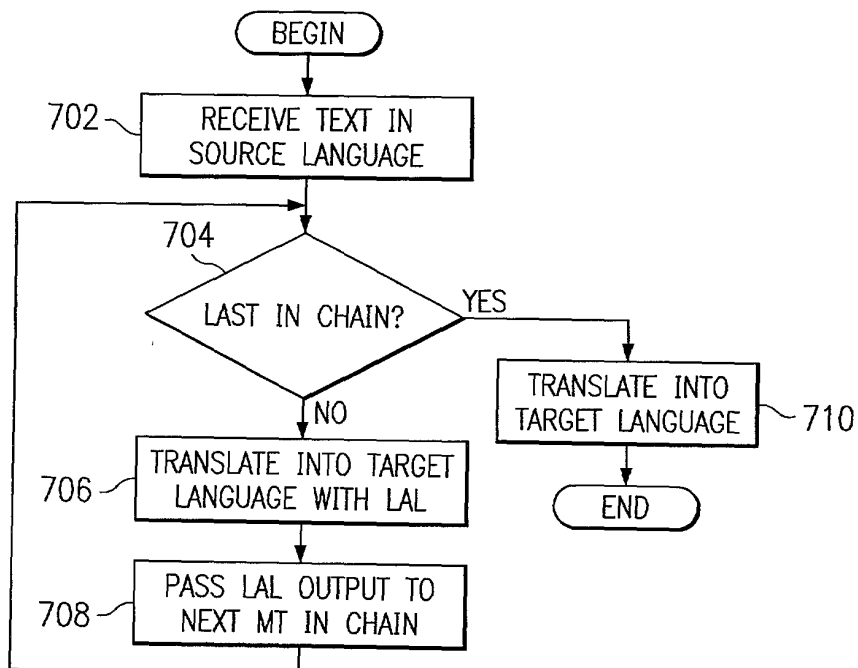 BEGIN
702
RECEIVE TEXT IN
SOURCE LANGUAGE
704
LAST IN CHAIN?
YES
NO
TRANSLATE INTO
TARGET LANGUAGE
710
706
TRANSLATE INTO TARGET
LANGUAGE WITH LAL
END
708
PASS LAL OUTPUT TO
NEXT MT IN CHAIN